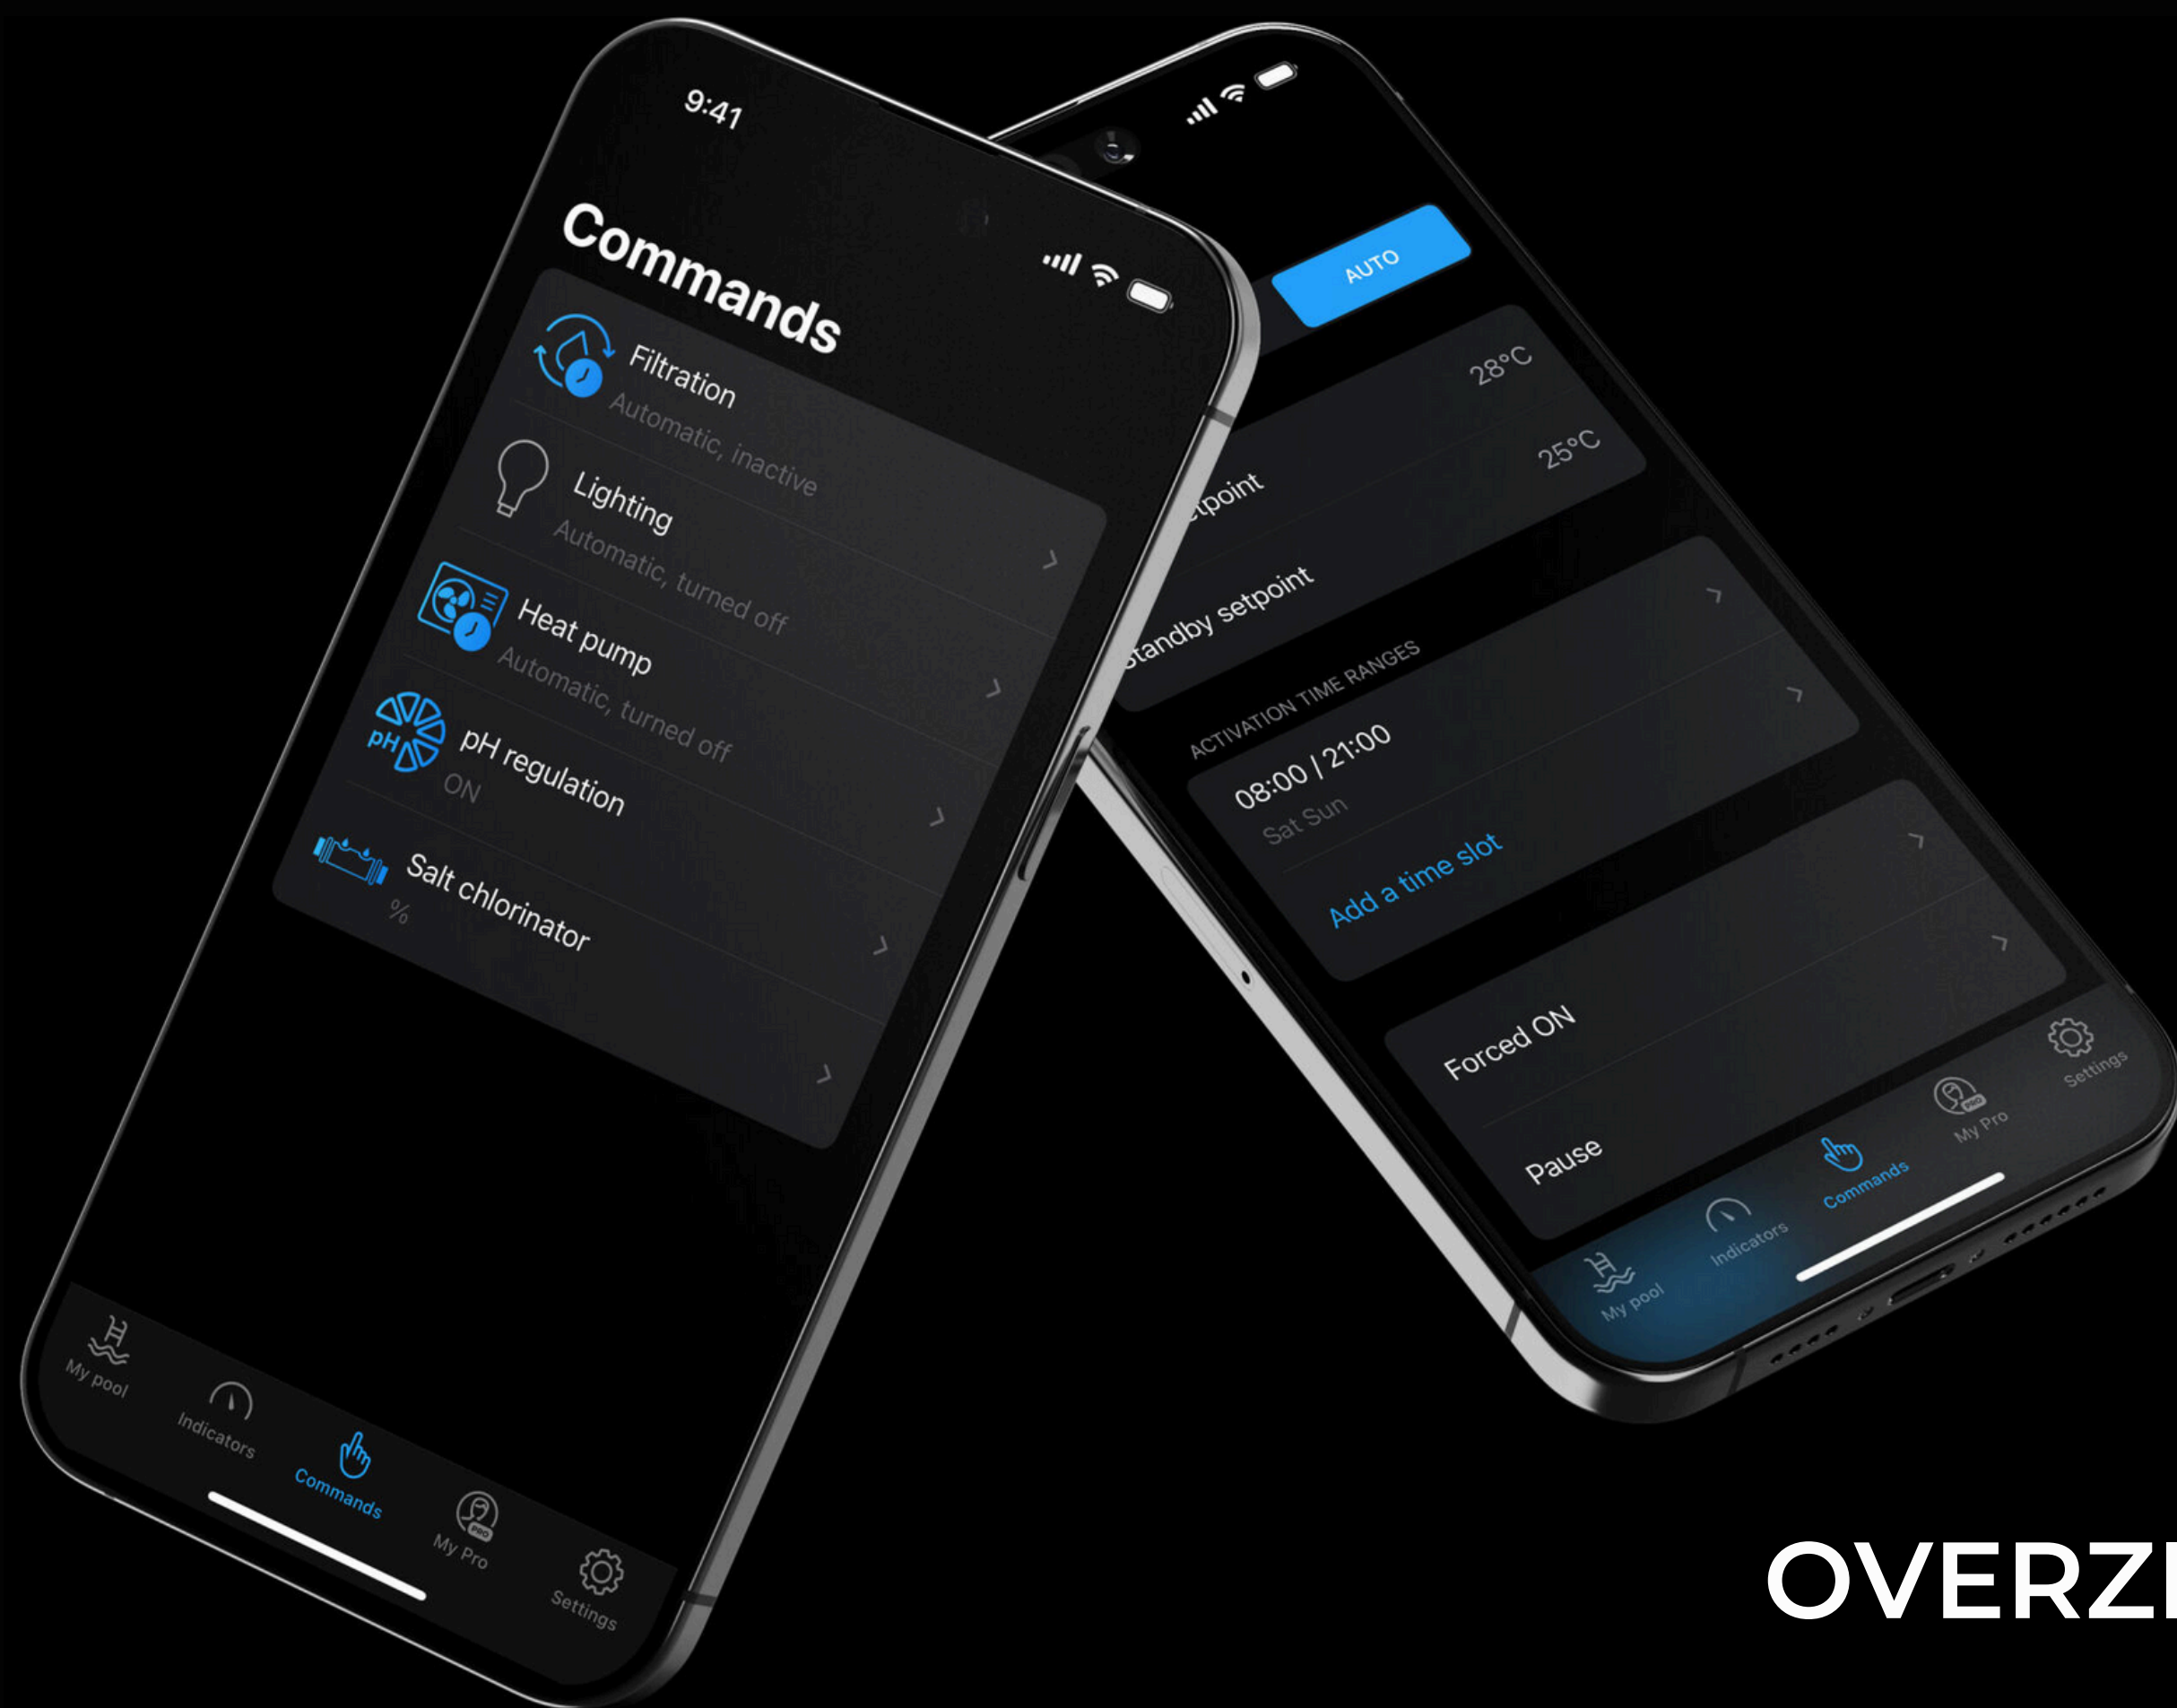 9:41
Commands
Filtration
Automatic, inactive
Lighting
Automatic, turned off
Heat pump
Automatic, turned off
pH
pH regulation
ON
Salt chlorinator
%
My pool
Indicators
Commands
PRO
My Pro
Settings
AUTO
28°C
25°C
Standby setpoint
ACTIVATION TIME RANGES
08:00 / 21:00
Sat Sun
Add a time slot
Forced ON
Pause
My pool
Indicators
Commands
PRO
My Pro
Settings